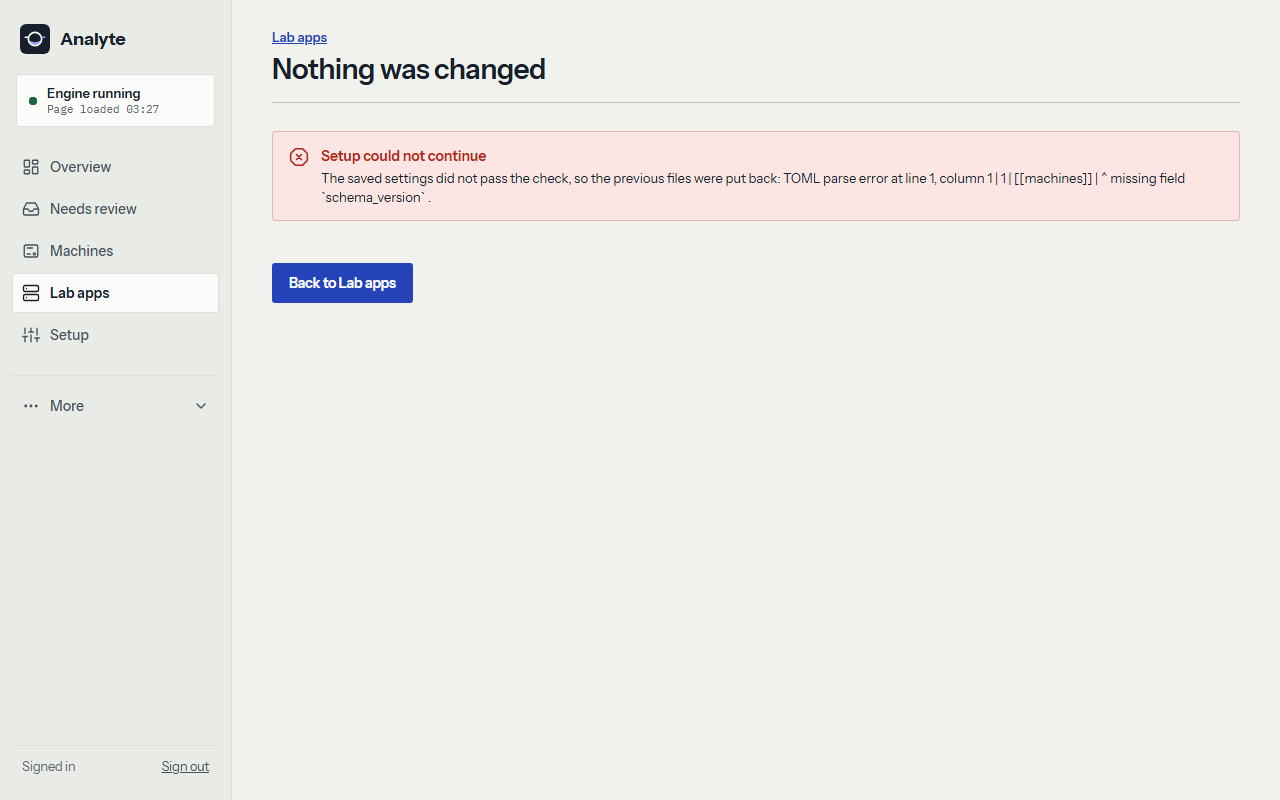 Analyte
Engine running
Page loaded 03:27
Overview
Needs review
Machines
Lab apps
Setup
More
Signed in
Sign out
Lab apps
Nothing was changed
Setup could not continue
The saved settings did not pass the check, so the previous files were put back: TOML parse error at line 1, column 1 | 1 | [[machines]] | ^ missing field
`schema_version` .
Back to Lab apps